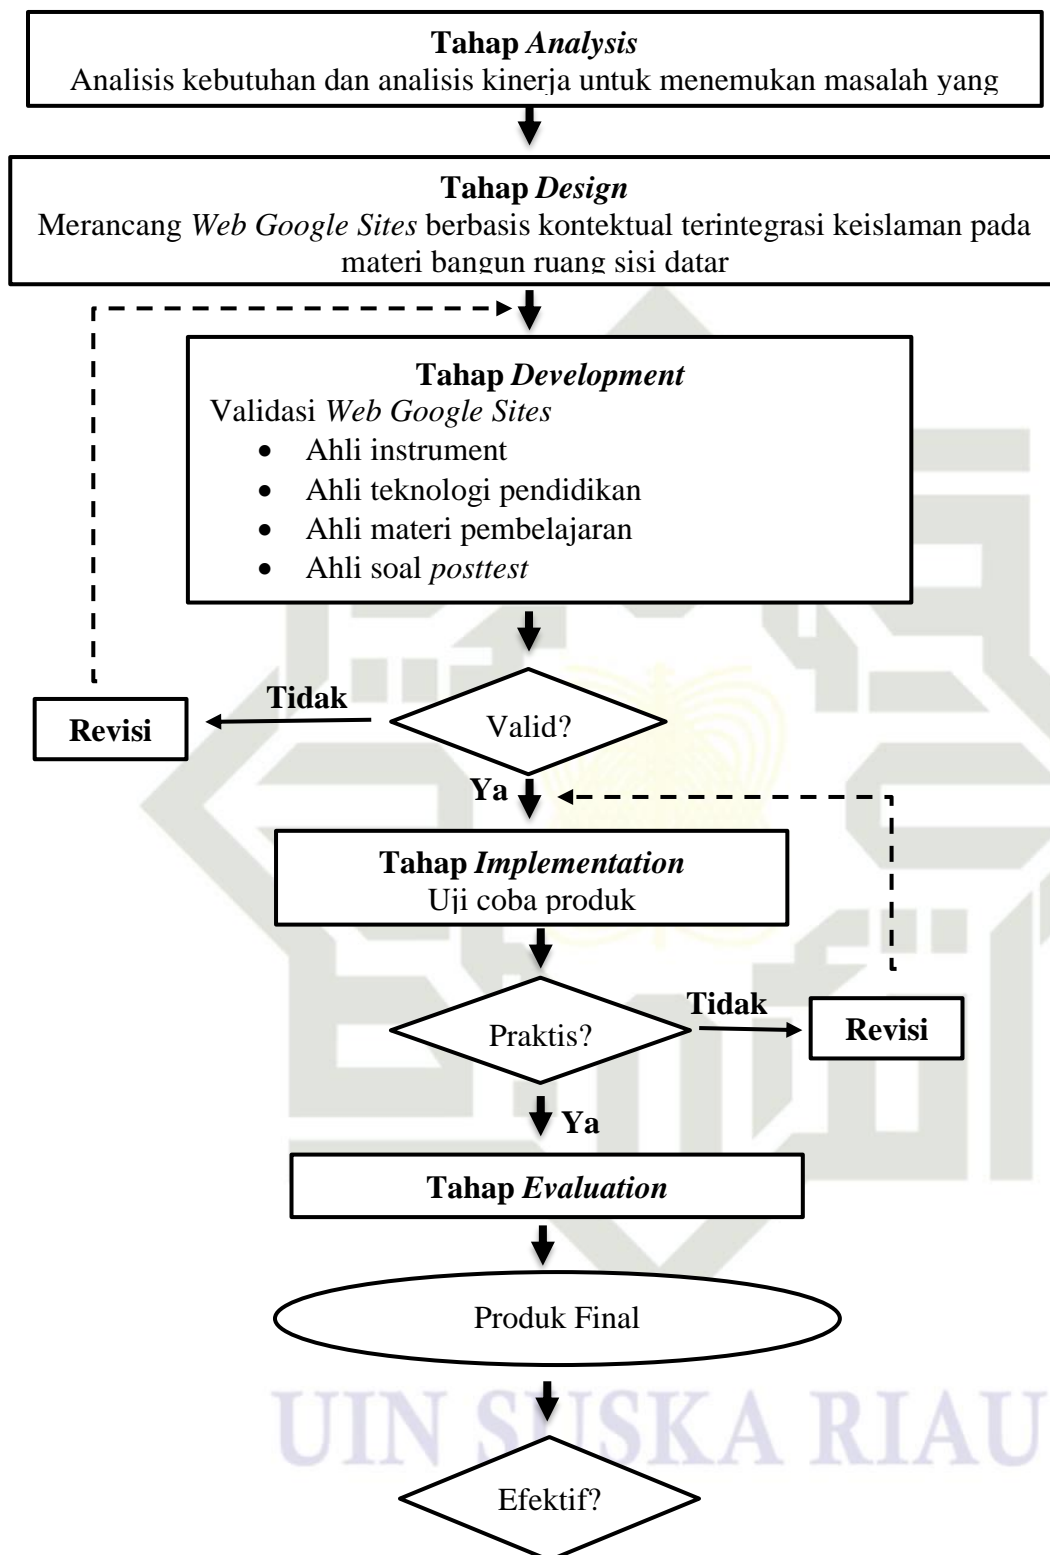 Tahap Analysis
Analisis kebutuhan dan analisis kinerja untuk menemukan masalah yang
Tahap Design
Merancang Web Google Sites berbasis kontektual terintegrasi keislaman pada
materi bangun ruang sisi datar
Tahap Development
Validasi Web Google Sites
• Ahli instrument
• Ahli teknologi pendidikan
• Ahli materi pembelajaran
• Ahli soal posttest
Tidak
Revisi
Valid?
Ya
Tahap Implementation
Uji coba produk
Tidak
Praktis?
Revisi
Ya
Tahap Evaluation
Produk Final
UIN SUSKA RIAU
Efektif?